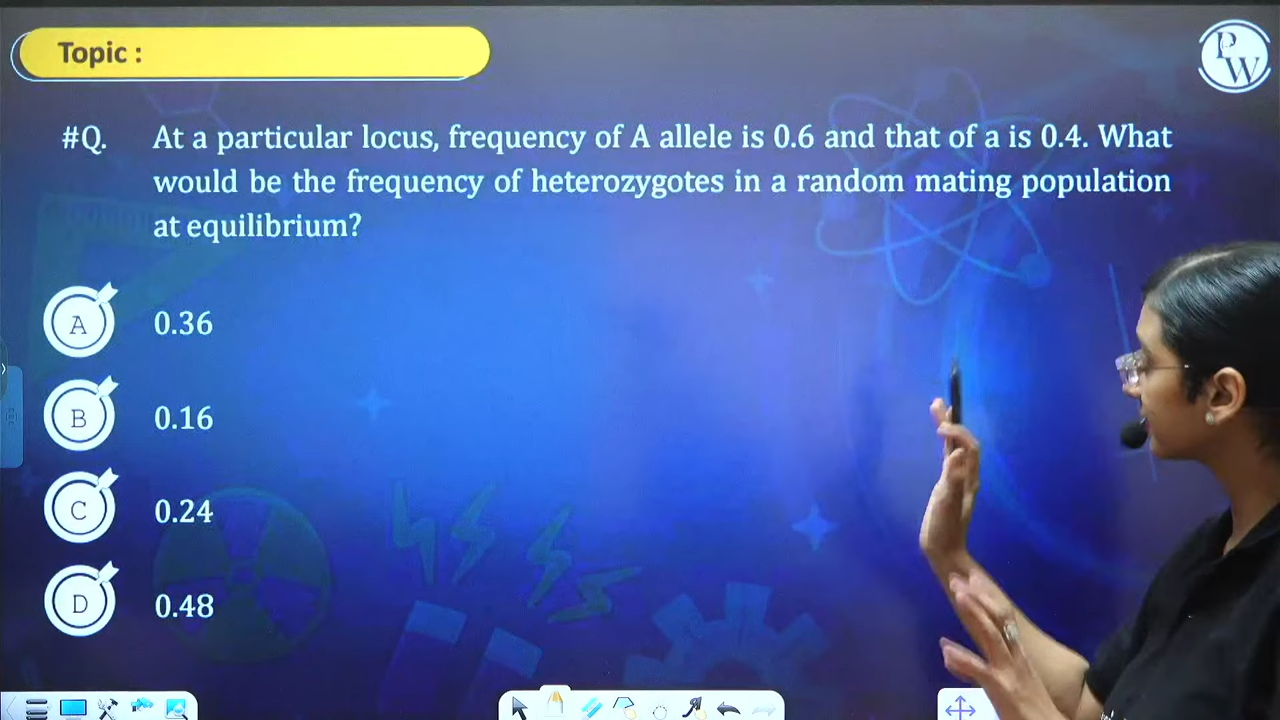 Topic :
PW
#Q. At a particular locus, frequency of A allele is 0.6 and that of a is 0.4. What
would be the frequency of heterozygotes in a random mating population
at equilibrium?
A 0.36
B 0.16
C 0.24
D 0.48